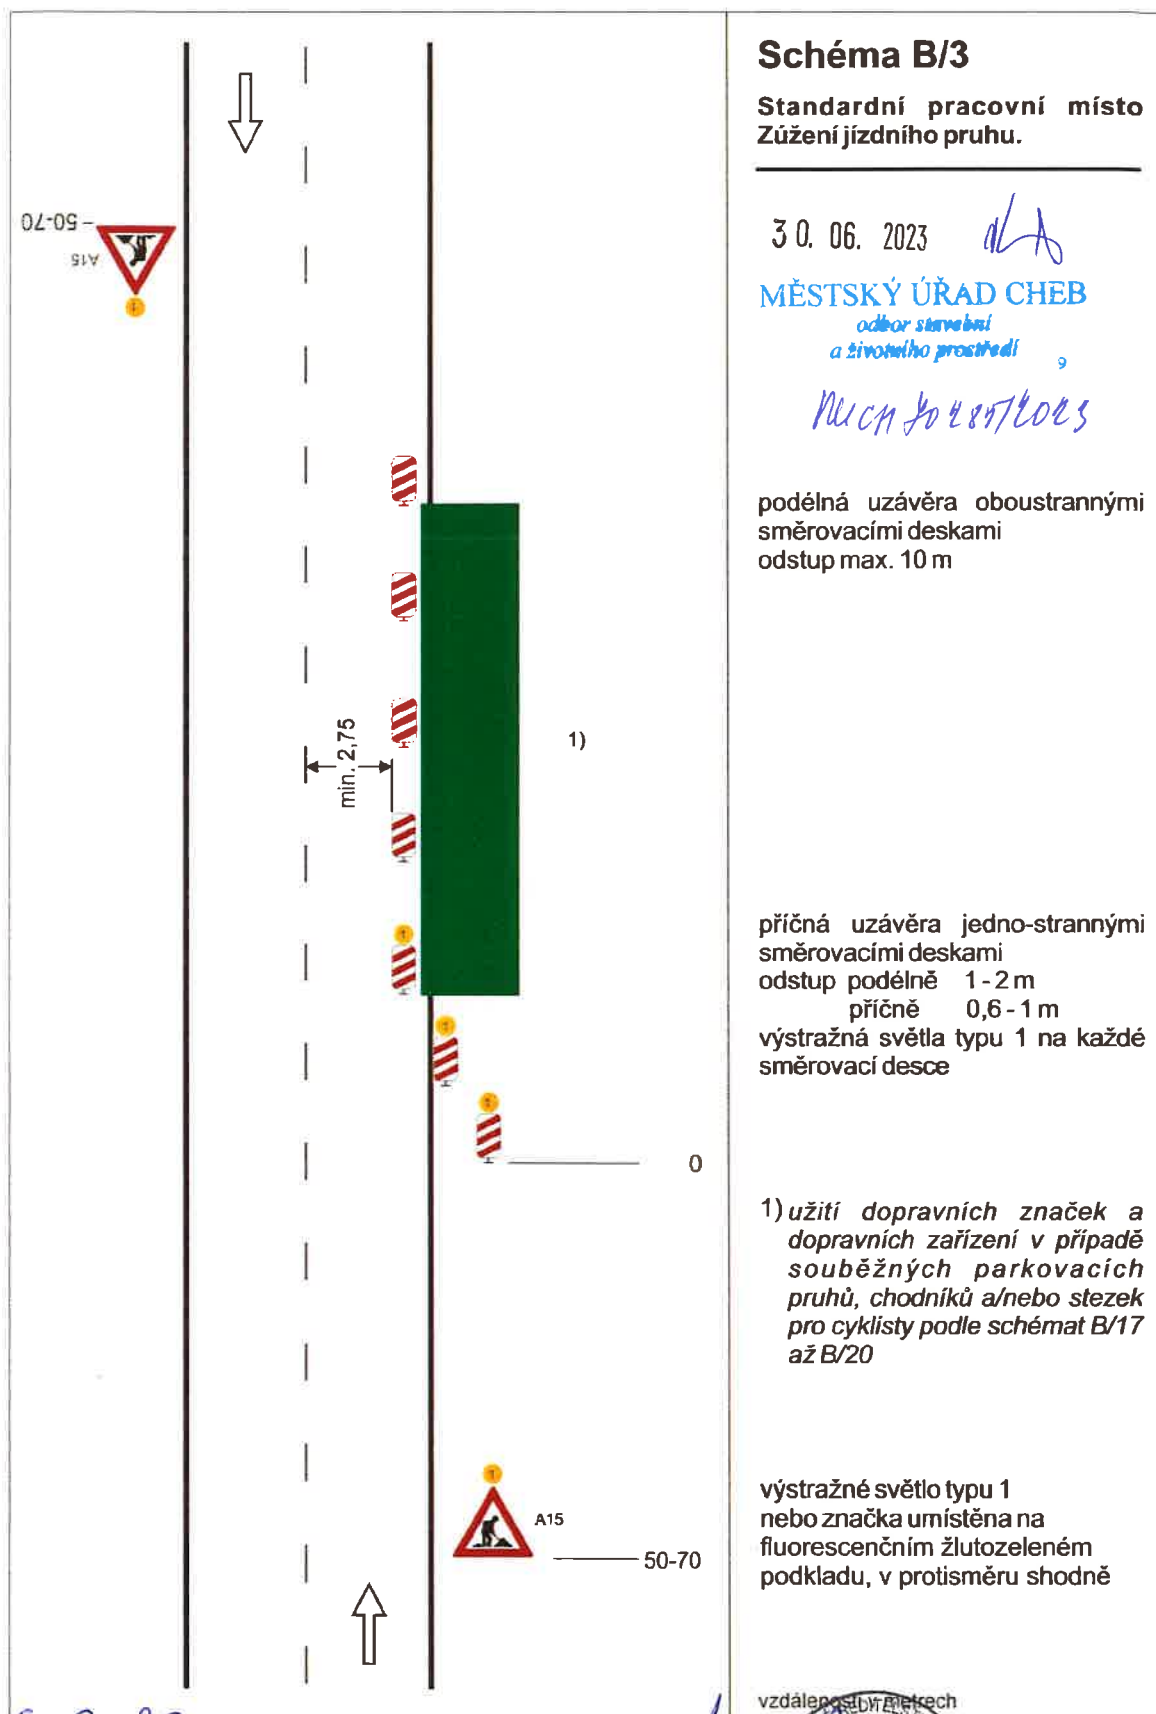 Schéma B/3
Standardní pracovní místo
Zúžení jízdního pruhu.
30. 06. 2023
MĚSTSKÝ ÚŘAD CHEB
odbor stavební
a životního prostředí
9
50-70
A15
podélná uzávěra oboustrannými
směrovacími deskami
odstup max. 10 m
min. 2,75
1)
příčná uzávěra jedno-strannými
směrovacími deskami
odstup podélně 1-2 m
příčně 0,6-1 m
výstražná světla typu 1 na každé
směrovací desce
0
1) užití dopravních značek a
dopravních zařízení v případě
souběžných parkovacích
pruhů, chodníků a/nebo stezek
pro cyklisty podle schémat B/17
až B/20
A15
50-70
výstražné světlo typu 1
nebo značka umístěna na
fluorescenčním žlutozeleném
podkladu, v protisměru shodně
vzdálenosti v metrech